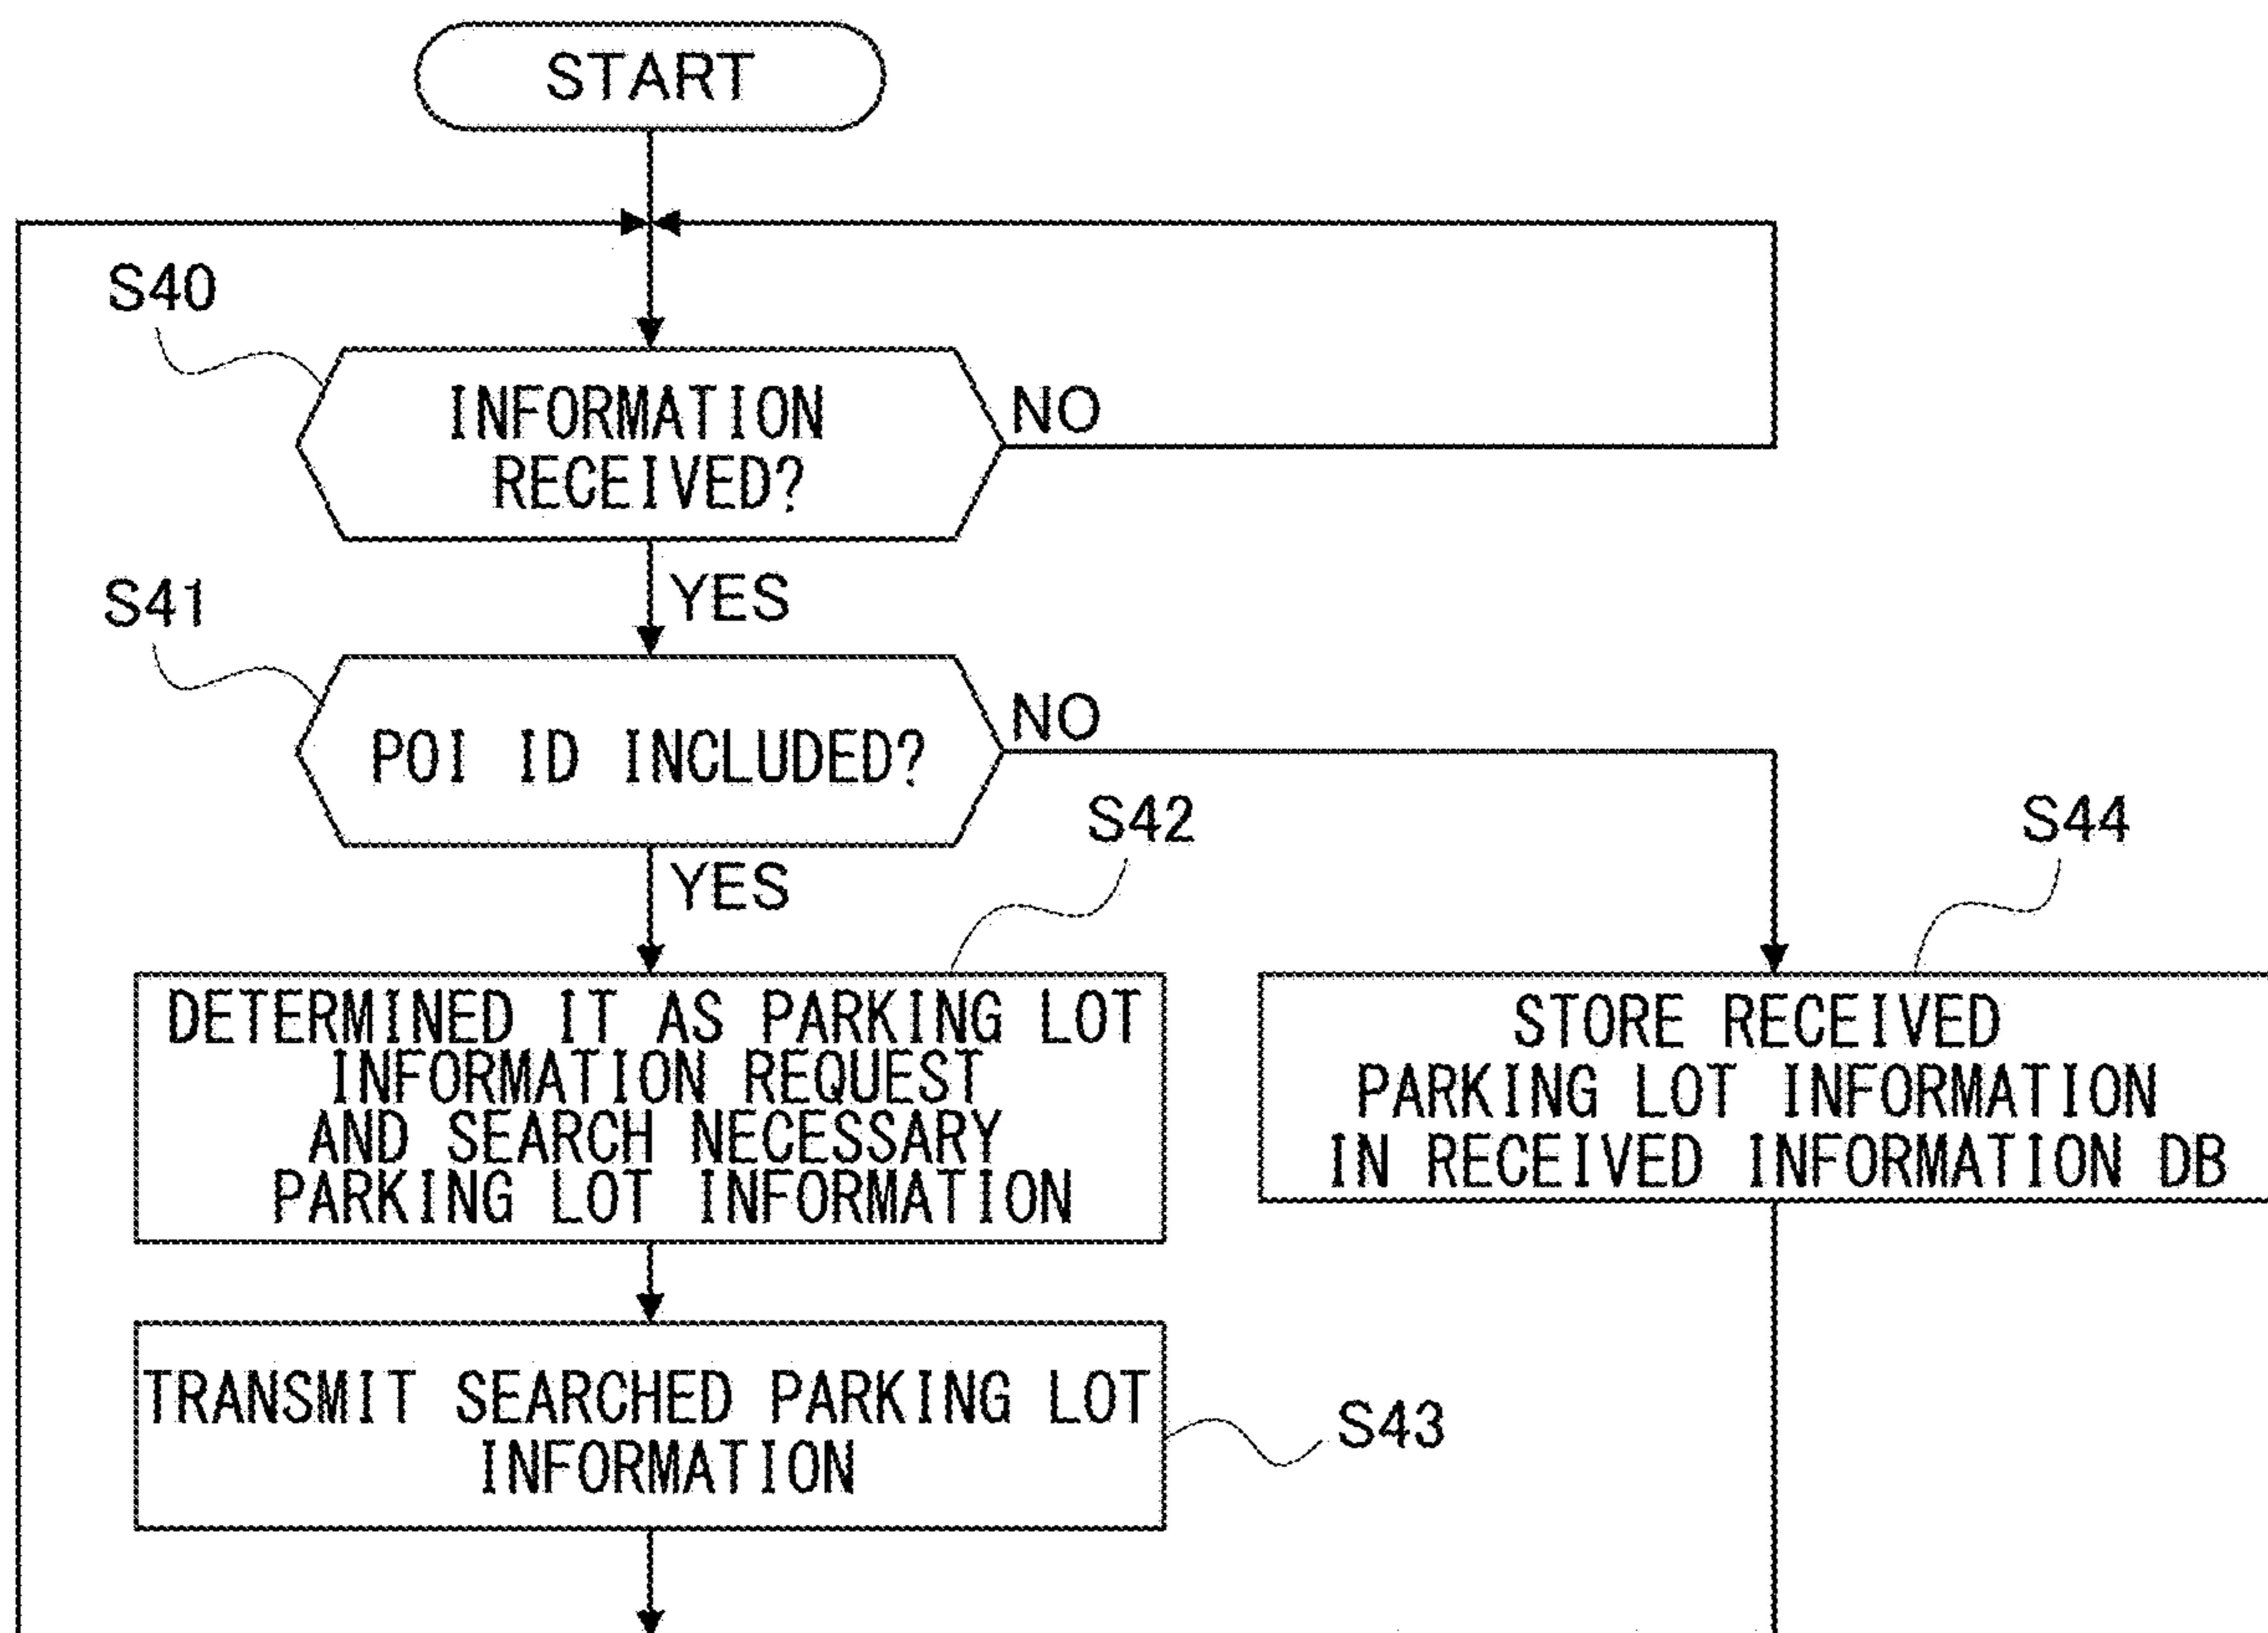 START
S40
INFORMATION
RECEIVED?
NO
YES
S41
POI ID INCLUDED?
NO
YES
S42
S44
DETERMINED IT AS PARKING LOT
INFORMATION REQUEST
AND SEARCH NECESSARY
PARKING LOT INFORMATION
STORE RECEIVED
PARKING LOT INFORMATION
IN RECEIVED INFORMATION DB
TRANSMIT SEARCHED PARKING LOT
INFORMATION
S43